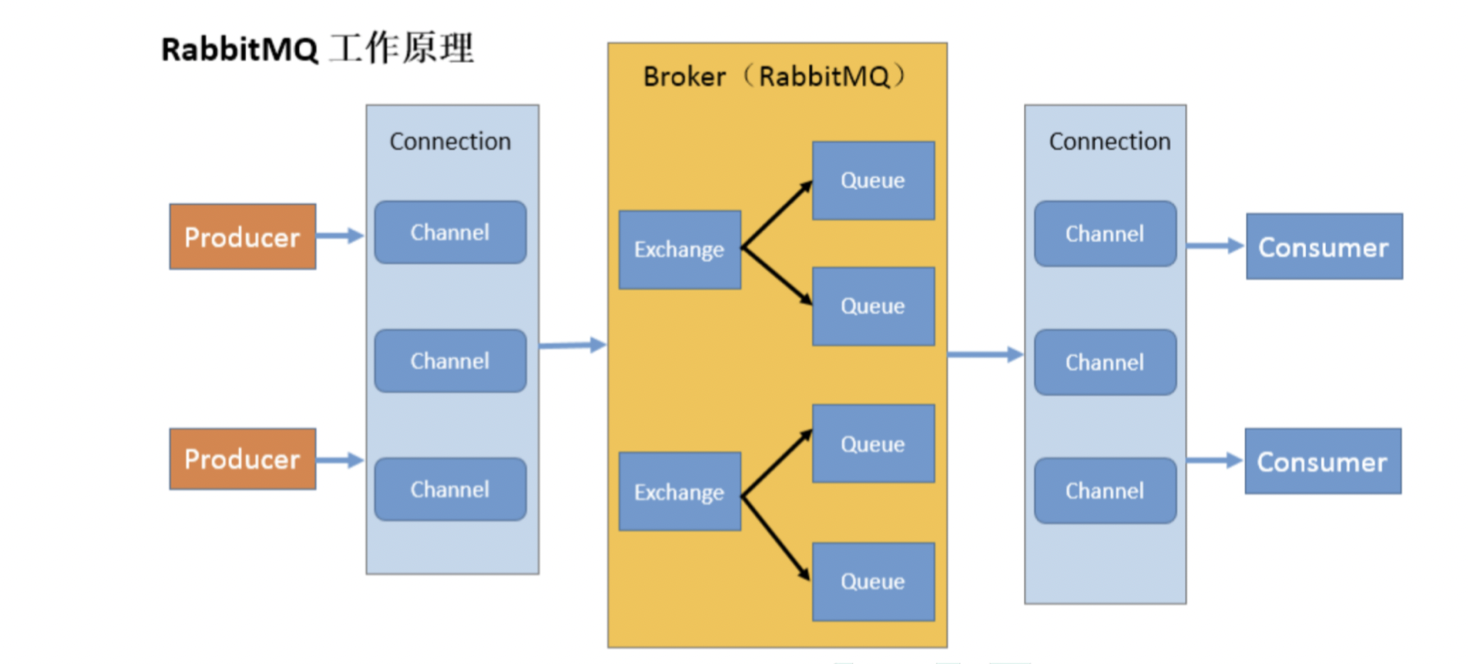 RabbitMQ 工作原理
Producer
Producer
Connection
Channel
Channel
Channel
Broker（RabbitMQ）
Exchange
Queue
Queue
Exchange
Queue
Queue
Connection
Channel
Channel
Channel
Consumer
Consumer